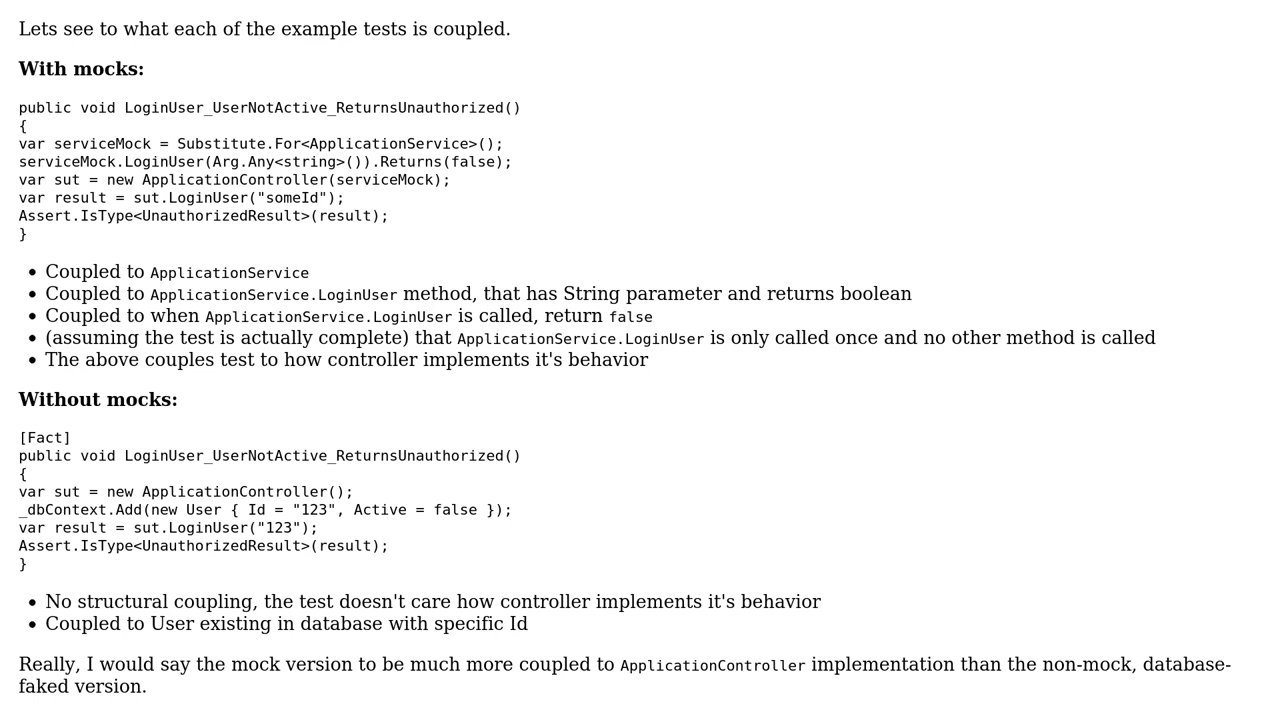 Lets see to what each of the example tests is coupled.
With mocks:
public void LoginUser_UserNotActive_ReturnsUnauthorized()
{
var serviceMock = Substitute.For<ApplicationService>();
serviceMock.LoginUser(Arg.Any<string>()).Returns(false);
var sut = new ApplicationController(serviceMock);
var result = sut.LoginUser("someId");
Assert.IsType<UnauthorizedResult>(result);
}
• Coupled to ApplicationService
• Coupled to ApplicationService.LoginUser method, that has String parameter and returns boolean
• Coupled to when ApplicationService.LoginUser is called, return false
• (assuming the test is actually complete) that ApplicationService.LoginUser is only called once and no other method is called
• The above couples test to how controller implements it's behavior
Without mocks:
[Fact]
public void LoginUser_UserNotActive_ReturnsUnauthorized()
{
var sut = new ApplicationController();
_dbContext.Add(new User { Id = "123", Active = false });
var result = sut.LoginUser("123");
Assert.IsType<UnauthorizedResult>(result);
}
• No structural coupling, the test doesn't care how controller implements it's behavior
• Coupled to User existing in database with specific Id
Really, I would say the mock version to be much more coupled to ApplicationController implementation than the non-mock, database-
faked version.